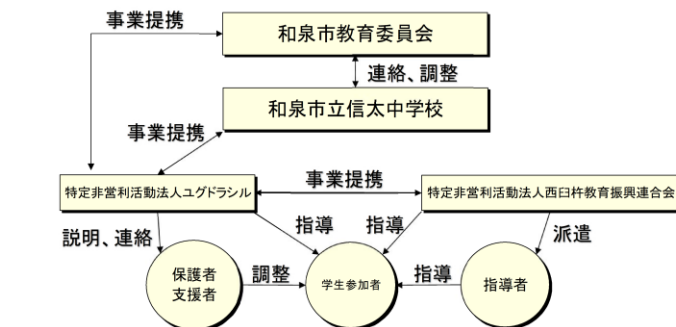 事業提携
和泉市教育委員会
連絡、調整
和泉市立信太中学校
事業提携
特定非営利活動法人ユグドラシル
事業提携
特定非営利活動法人西臼杵教育振興連合会
説明、連絡
指導
指導
派遣
保護者
支援者
調整
学生参加者
指導
指導者